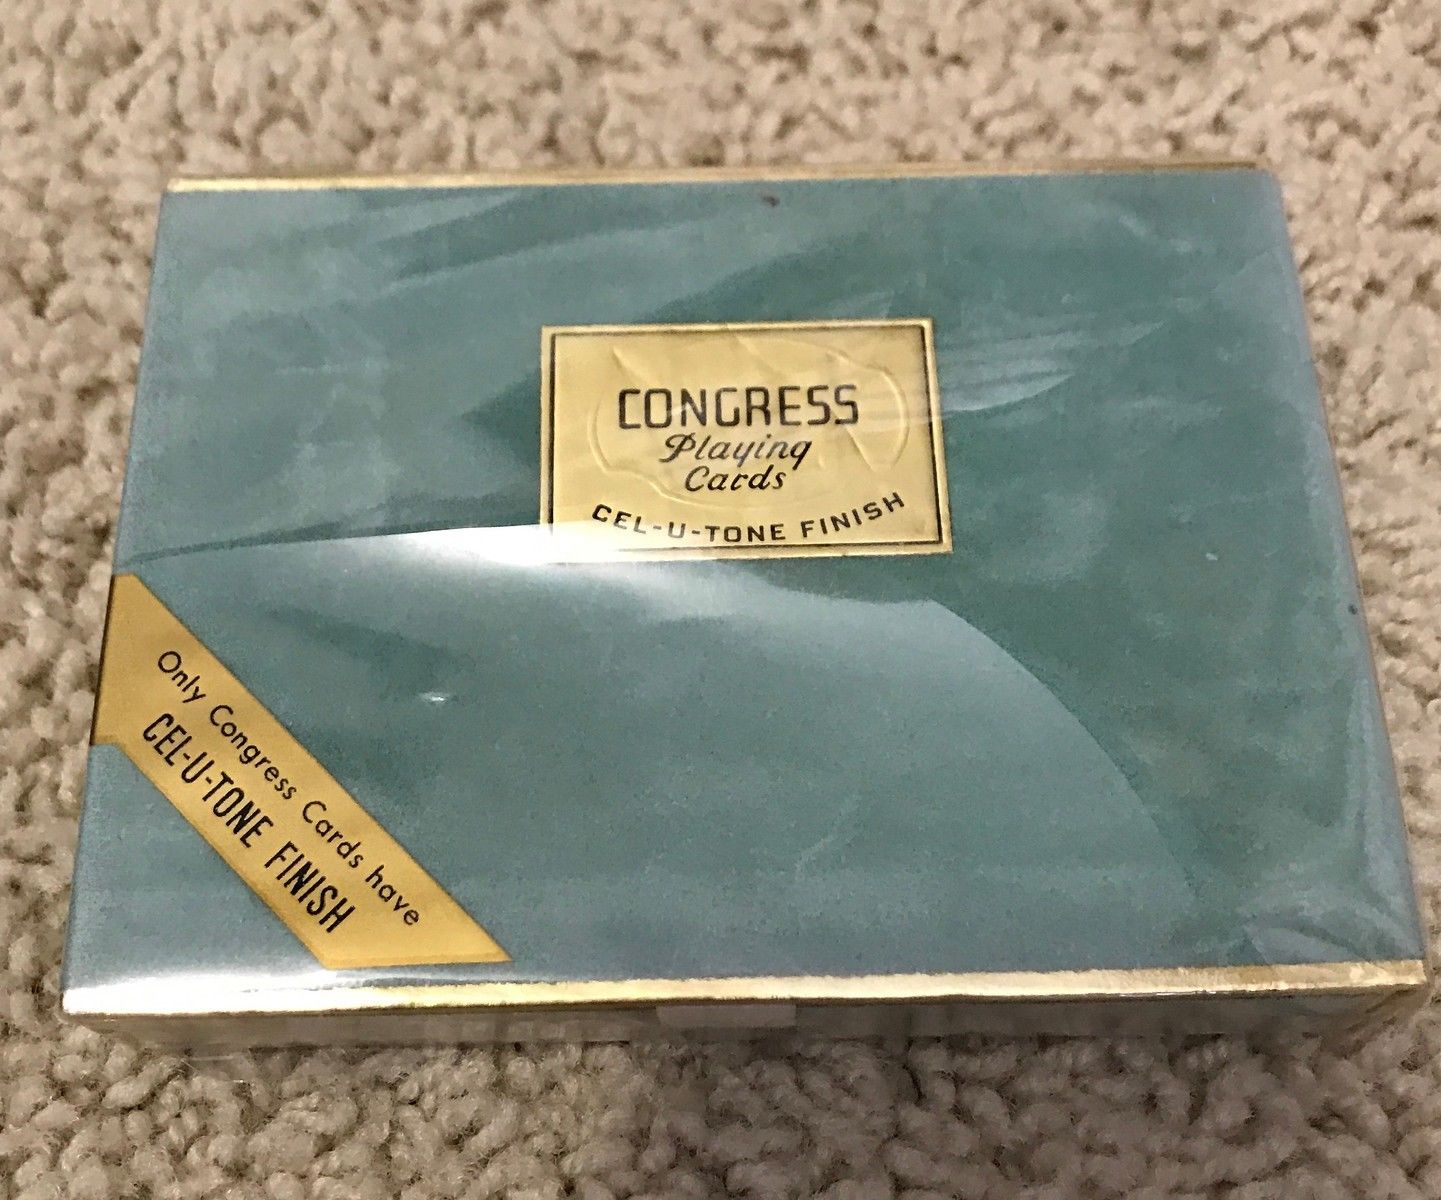 CONGRESS
Playing
Cards
CEL-U-TONE FINISH
Only Congress Cards have
CEL-U-TONE FINISH